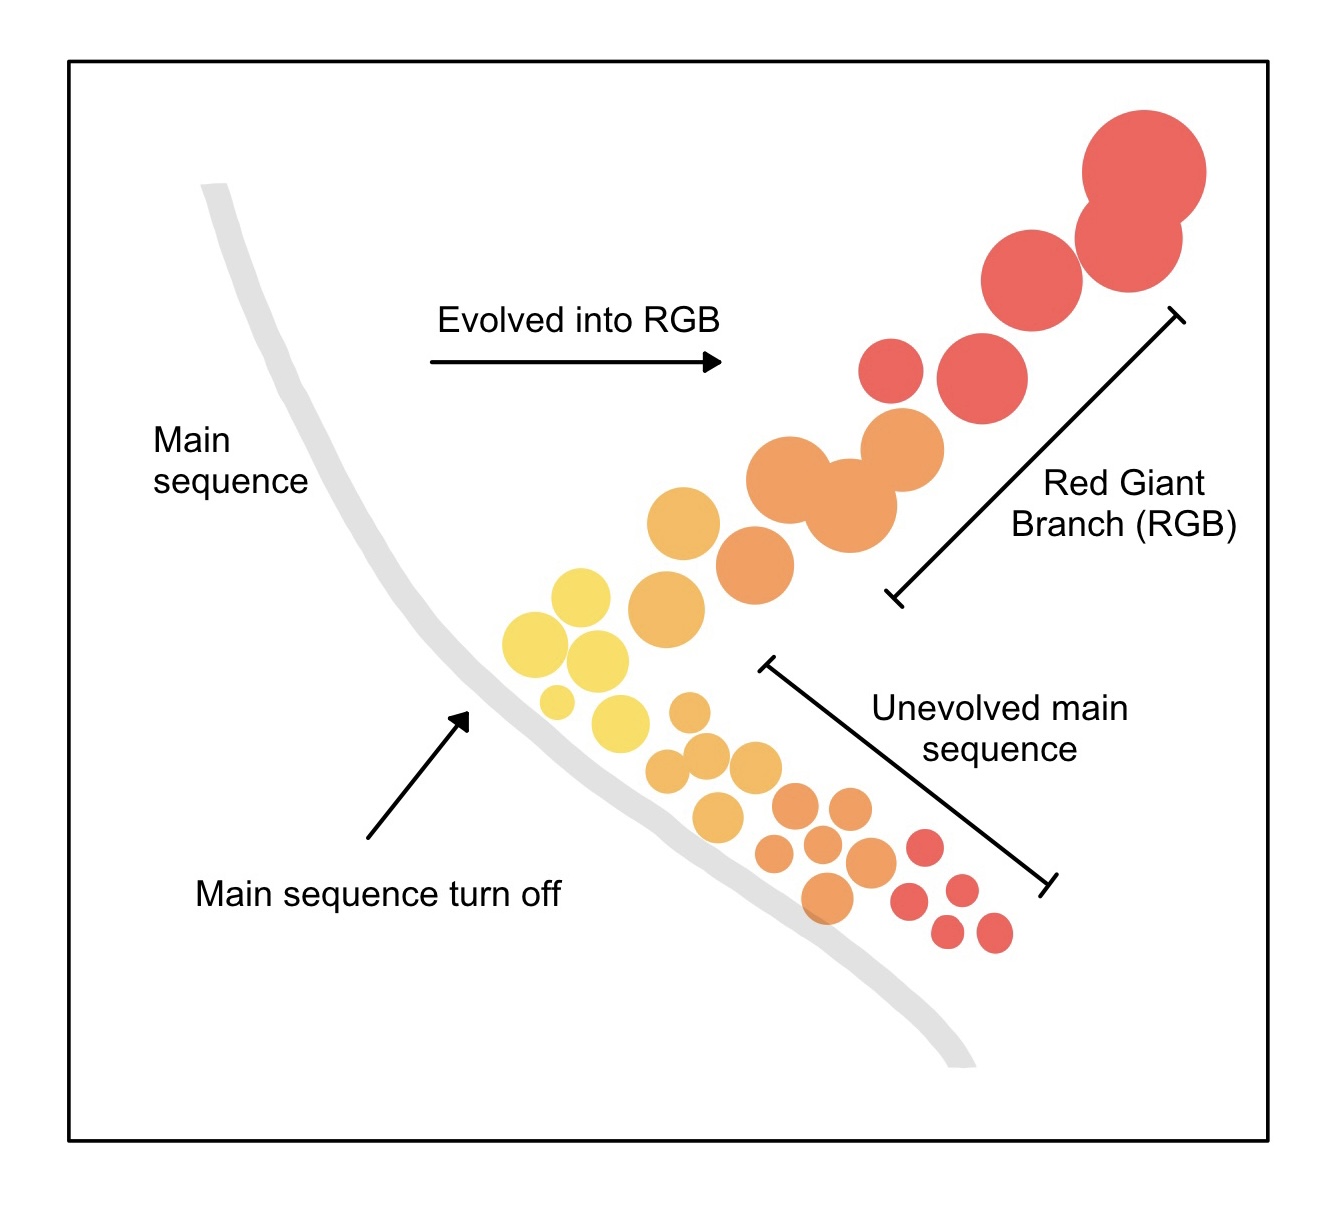 Evolved into RGB
Main
sequence
Red Giant
Branch (RGB)
Unevolved main
sequence
Main sequence turn off